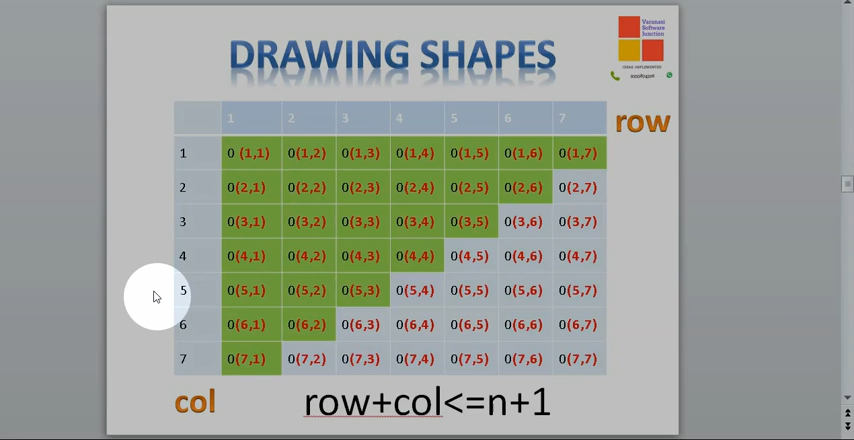 DRAWING SHAPES
Varanasi
Software
Junction
IDEAS IMPLEMENTED
1 2 3 4 5 6 7
row
1 0 (1,1) 0(1,2) 0(1,3) 0(1,4) 0(1,5) 0(1,6) 0(1,7)
2 0(2,1) 0(2,2) 0(2,3) 0(2,4) 0(2,5) 0(2,6) 0(2,7)
3 0(3,1) 0(3,2) 0(3,3) 0(3,4) 0(3,5) 0(3,6) 0(3,7)
4 0(4,1) 0(4,2) 0(4,3) 0(4,4) 0(4,5) 0(4,6) 0(4,7)
5 0(5,1) 0(5,2) 0(5,3) 0(5,4) 0(5,5) 0(5,6) 0(5,7)
6 0(6,1) 0(6,2) 0(6,3) 0(6,4) 0(6,5) 0(6,6) 0(6,7)
7 0(7,1) 0(7,2) 0(7,3) 0(7,4) 0(7,5) 0(7,6) 0(7,7)
col
row+col<=n+1